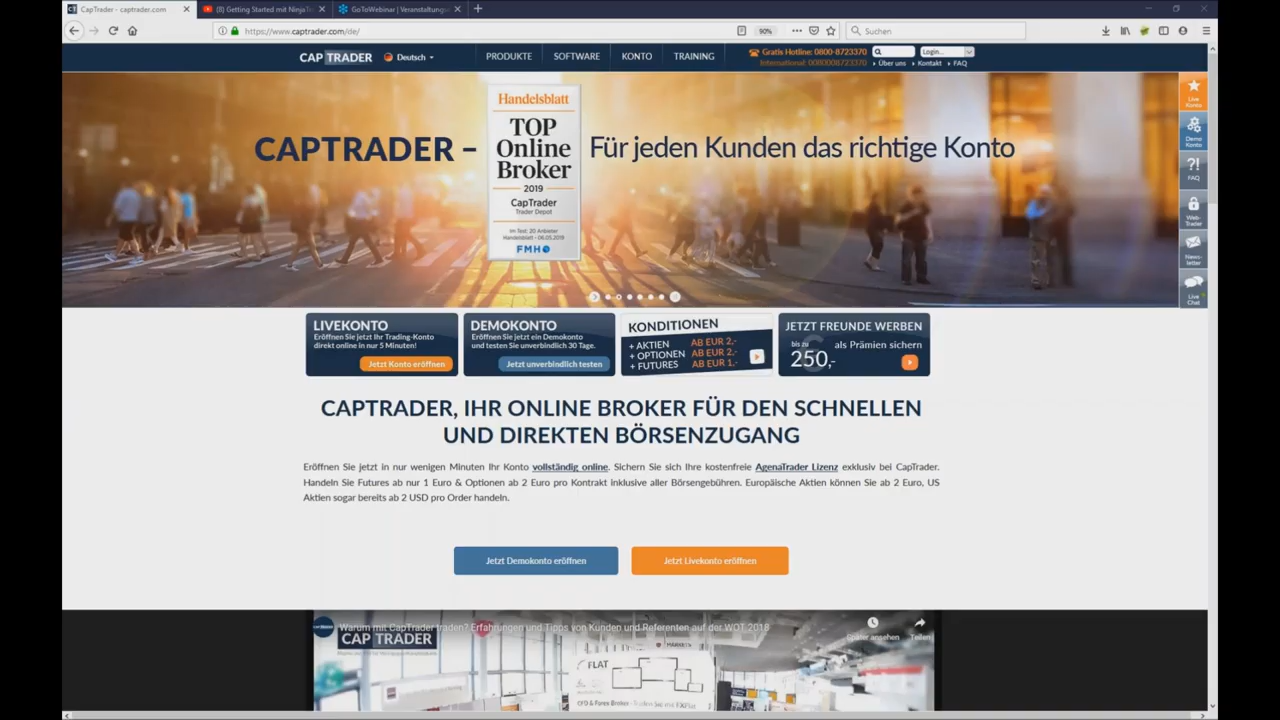 CapTrader - captrader.com
(8) Getting Started mit NinjaTr
GoToWebinar | Veranstaltungs
https://www.captrader.com/de/
90%
Suchen
CAPTRADER
Deutsch
PRODUKTE
SOFTWARE
KONTO
TRAINING
Gratis Hotline: 0800-8723370
International: 0080008723370
Login...
Über uns
Kontakt
FAQ
CAPTRADER –
Handelsblatt
TOP
Online
Broker
2019
CapTrader
Trader Depot
Im Test: 20 Anbieter
Handelsblatt - 06.05.2019
FMH
Für jeden Kunden das richtige Konto
Live Konto
Demo Konto
?!
FAQ
Web-Trader
News-letter
Live Chat
LIVEKONTO
Eröffnen Sie jetzt Ihr Trading-Konto
direkt online in nur 5 Minuten!
Jetzt Konto eröffnen
DEMOKONTO
Eröffnen Sie jetzt ein Demokonto
und testen Sie unverbindlich 30 Tage.
Jetzt unverbindlich testen
KONDITIONEN
+ AKTIEN AB EUR 2,-
+ OPTIONEN AB EUR 2,-
+ FUTURES AB EUR 1,-
JETZT FREUNDE WERBEN
bis zu
250,-
als Prämien sichern
CAPTRADER, IHR ONLINE BROKER FÜR DEN SCHNELLEN
UND DIREKTEN BÖRSENZUGANG
Eröffnen Sie jetzt in nur wenigen Minuten Ihr Konto vollständig online. Sichern Sie sich Ihre kostenfreie AgenaTrader Lizenz exklusiv bei CapTrader.
Handeln Sie Futures ab nur 1 Euro & Optionen ab 2 Euro pro Kontrakt inklusive aller Börsengebühren. Europäische Aktien können Sie ab 2 Euro, US
Aktien sogar bereits ab 2 USD pro Order handeln.
Jetzt Demokonto eröffnen
Jetzt Livekonto eröffnen
Warum mit CapTrader traden? Erfahrungen und Tipps von Kunden und Referenten auf der WOT 2018
Später ansehen
Teilen
CAPTRADER
FLAT